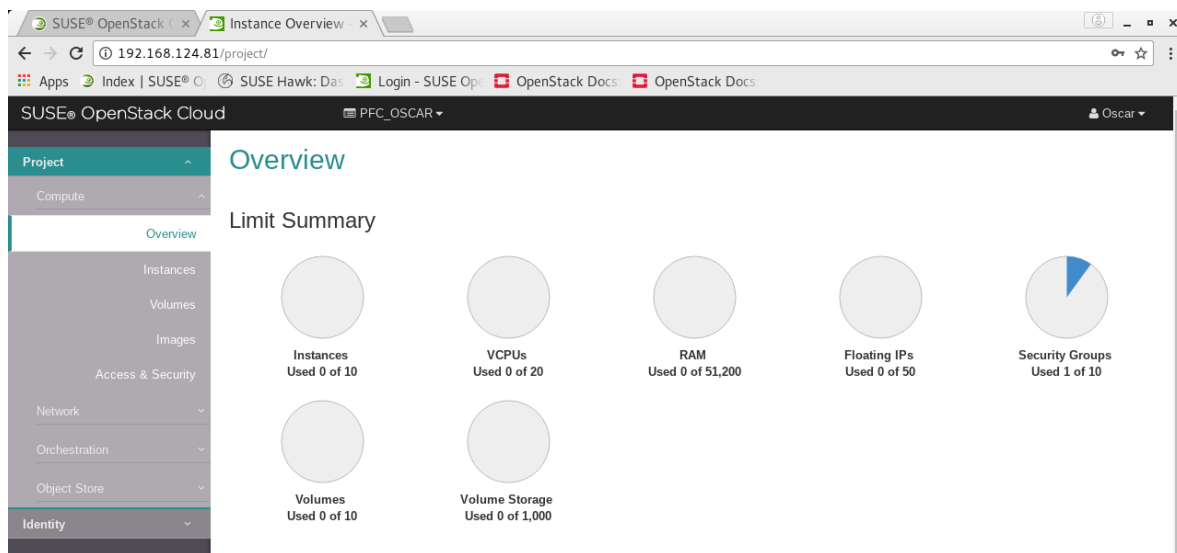 SUSE® OpenStack C
Instance Overview -
192.168.124.81/project/
Apps
Index | SUSE® O
SUSE Hawk: Das
Login - SUSE Ope
OpenStack Docs:
OpenStack Docs:
SUSE® OpenStack Cloud
PFC_OSCAR
Oscar
Project
Compute
Overview
Instances
Volumes
Images
Access & Security
Network
Orchestration
Object Store
Identity
Overview
Limit Summary
Instances
Used 0 of 10
VCPUs
Used 0 of 20
RAM
Used 0 of 51,200
Floating IPs
Used 0 of 50
Security Groups
Used 1 of 10
Volumes
Used 0 of 10
Volume Storage
Used 0 of 1,000